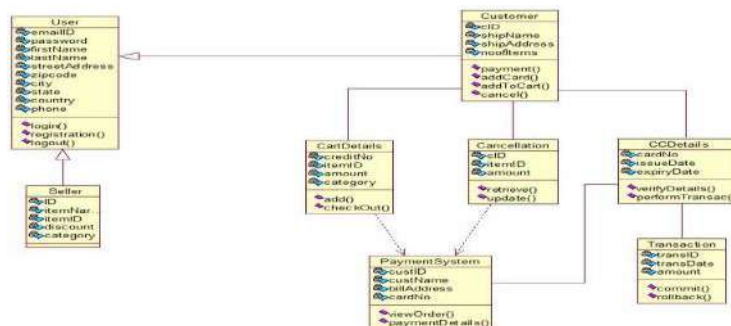 User
emailID
password
firstName
lastName
streetAddress
zipcode
city
state
country
phone
login()
registration()
logout()
Seller
ID
itemNar...
itemID
discount
category
Customer
cID
shipName
shipAddress
noofItems
payment()
addCard()
addToCart()
cancel()
CartDetails
creditNo
itemID
amount
category
add()
checkOut()
Cancellation
cID
itemID
amount
retrieve()
update()
CCDetails
cardNo
issueDate
expiryDate
verifyDetails()
performTransac
Transaction
transID
transDate
amount
commit()
rollback()
PaymentSystem
custID
custName
billAddress
cardNo
viewOrder()
paymentDetails()